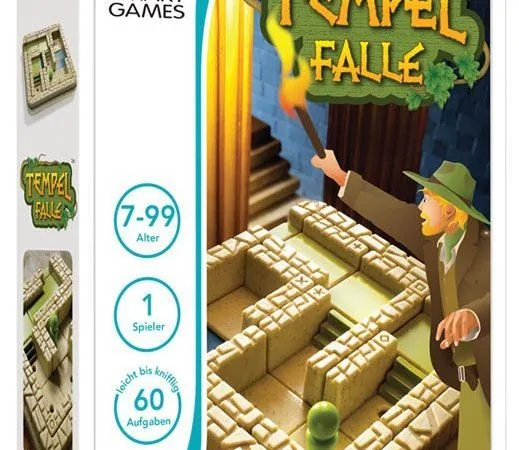 GAMES
TEMPEL
FALLE
TEMPEL
FALLE
7-99
Alter
1
Spieler
leicht bis knifflig
60
Aufgaben